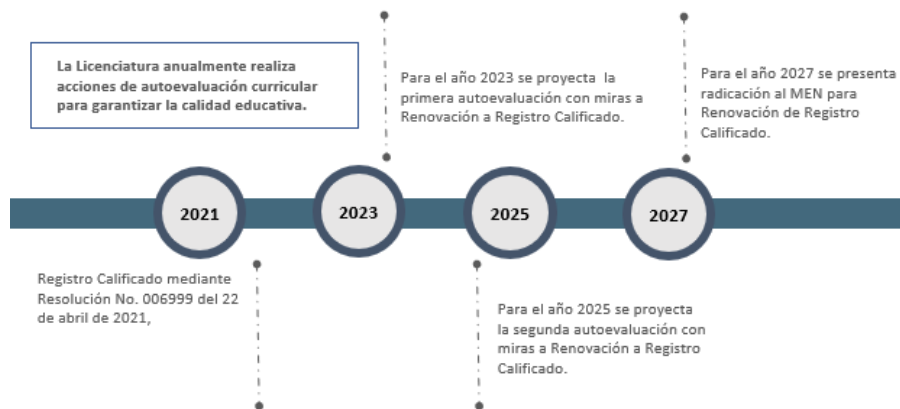 La Licenciatura anualmente realiza
acciones de autoevaluación curricular
para garantizar la calidad educativa.
Para el año 2023 se proyecta la
primera autoevaluación con miras a
Renovación a Registro Calificado.
Para el año 2027 se presenta
radicación al MEN para
Renovación de Registro
Calificado.
2021
2023
2025
2027
Registro Calificado mediante
Resolución No. 006999 del 22
de abril de 2021,
Para el año 2025 se proyecta
la segunda autoevaluación con
miras a Renovación a Registro
Calificado.